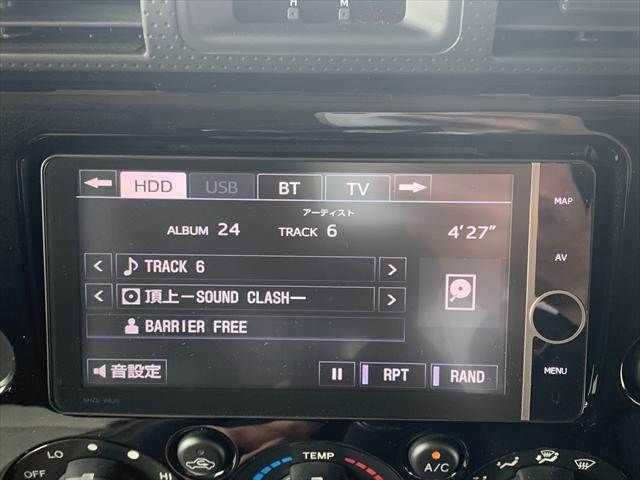 H M
← HDD USB BT TV →
アーティスト
ALBUM 24 TRACK 6 4'27"
< TRACK 6 >
< 頂上ーSOUND CLASHー >
BARRIER FREE
音設定 RPT RAND
MAP
AV
MENU
LO
OFF
HI
TEMP
A/C